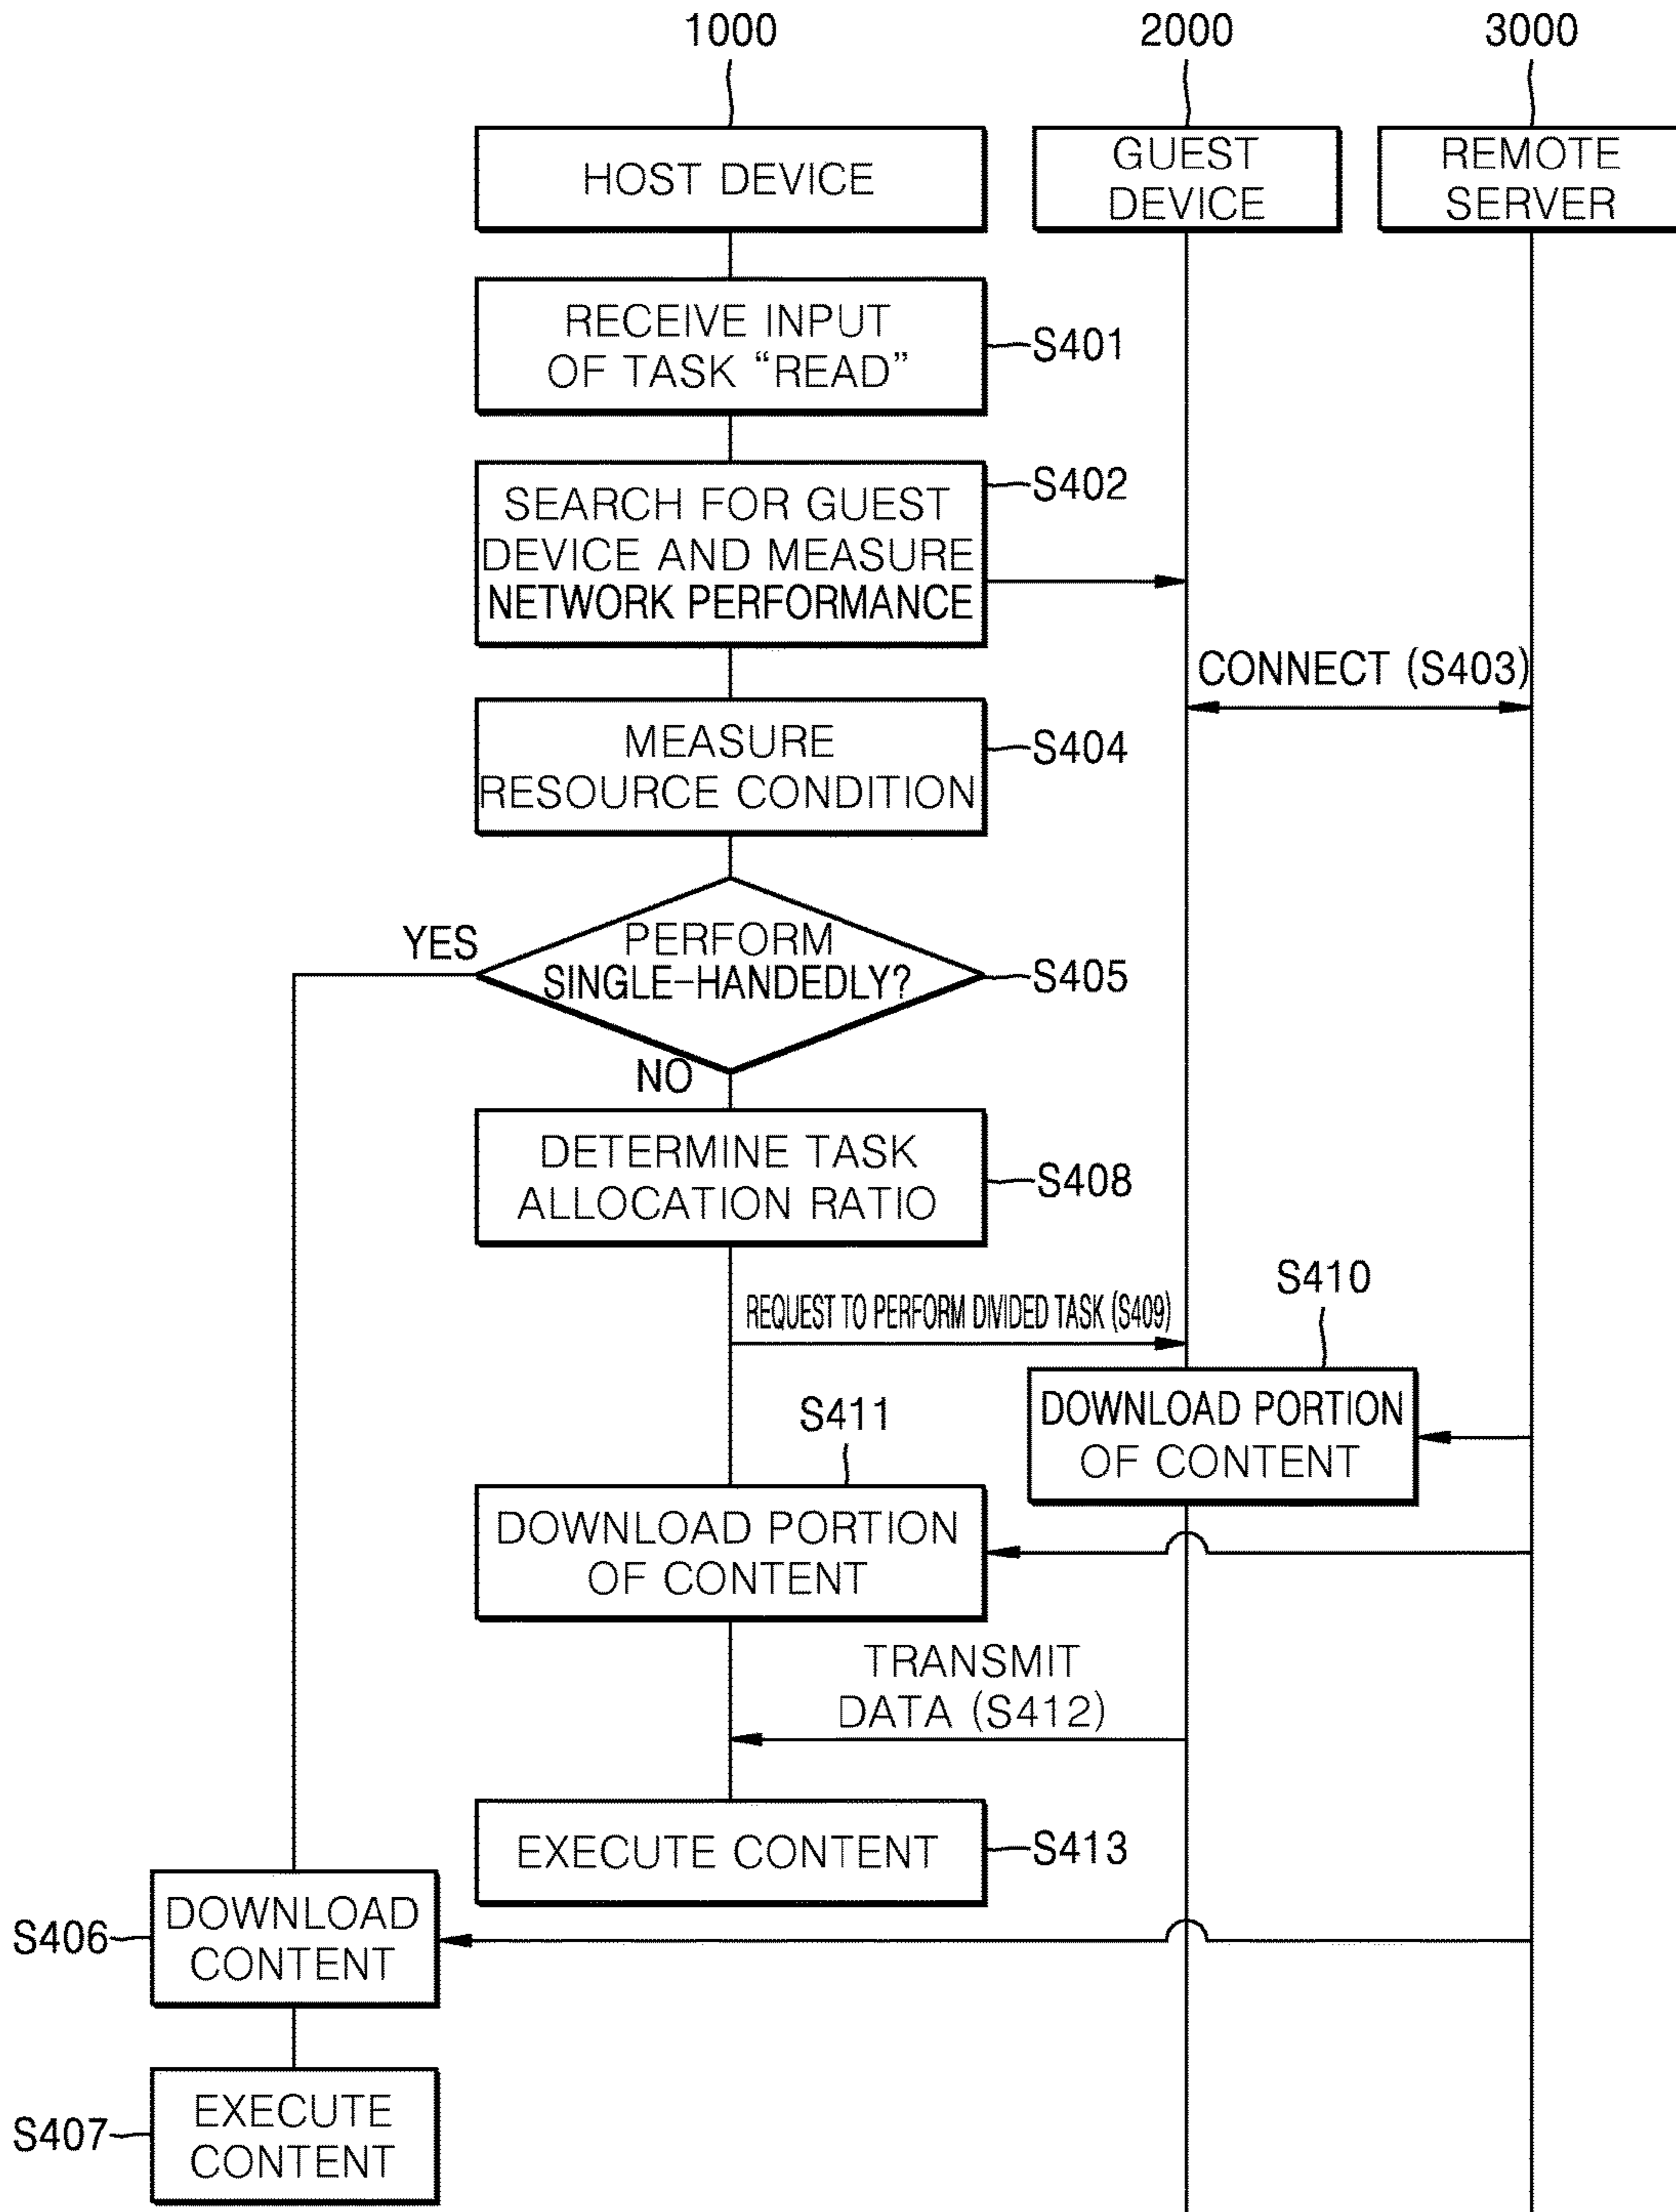 1000
2000
3000
HOST DEVICE
GUEST
DEVICE
REMOTE
SERVER
RECEIVE INPUT
OF TASK “READ”
S401
SEARCH FOR GUEST
DEVICE AND MEASURE
NETWORK PERFORMANCE
S402
CONNECT (S403)
MEASURE
RESOURCE CONDITION
S404
YES
PERFORM
SINGLE-HANDEDLY?
S405
NO
DETERMINE TASK
ALLOCATION RATIO
S408
REQUEST TO PERFORM DIVIDED TASK (S409)
S410
DOWNLOAD PORTION
OF CONTENT
S411
DOWNLOAD PORTION
OF CONTENT
TRANSMIT
DATA (S412)
EXECUTE CONTENT
S413
S406
DOWNLOAD
CONTENT
S407
EXECUTE
CONTENT